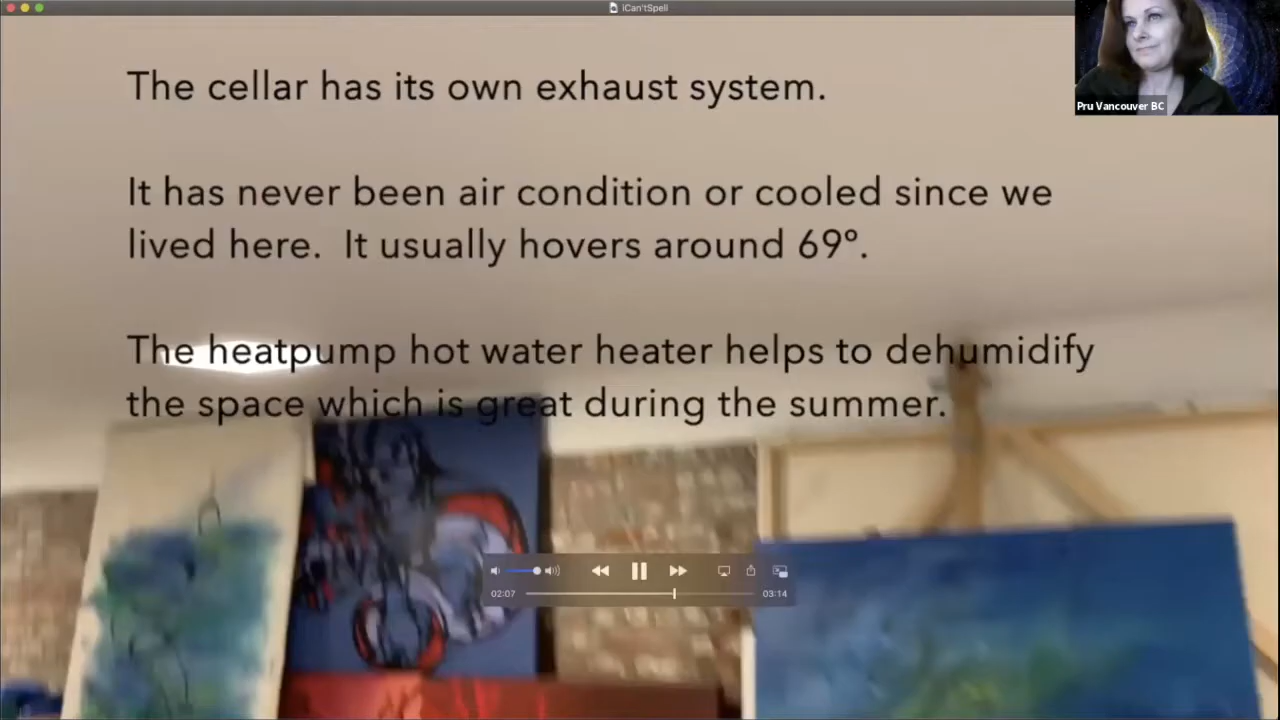 iCan'tSpell
Pru Vancouver BC
The cellar has its own exhaust system.
It has never been air condition or cooled since we
lived here.  It usually hovers around 69°.
The heatpump hot water heater helps to dehumidify
the space which is great during the summer.
02:07
03:14